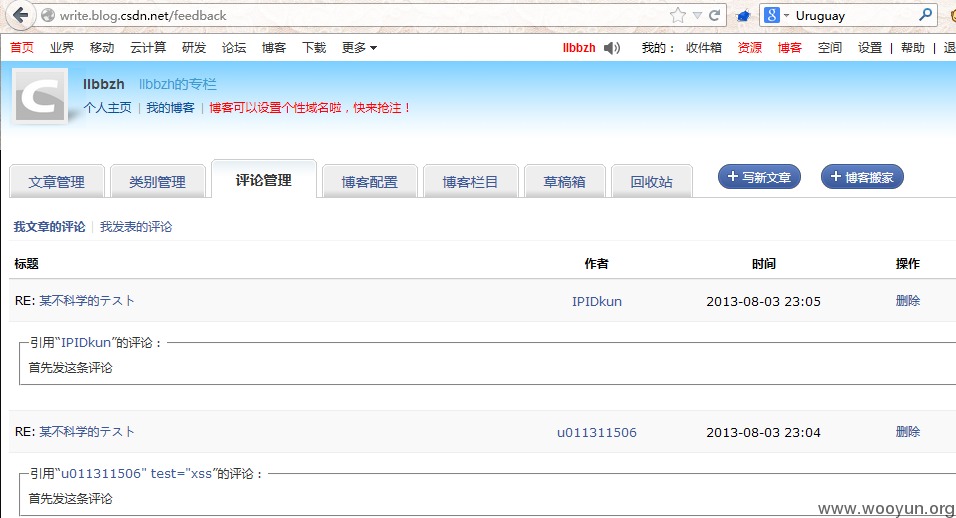 write.blog.csdn.net/feedback
Uruguay
首页 业界 移动 云计算 研发 论坛 博客 下载 更多 llbbzh 我的： 收件箱 资源 博客 空间 设置 | 帮助 | 退
llbbzh llbbzh的专栏
个人主页 | 我的博客 | 博客可以设置个性域名啦，快来抢注！
文章管理 类别管理 评论管理 博客配置 博客栏目 草稿箱 回收站 + 写新文章 + 博客搬家
我文章的评论 | 我发表的评论
标题 作者 时间 操作
RE: 某不科学的テスト IPIDkun 2013-08-03 23:05 删除
引用“IPIDkun”的评论：
首先发这条评论
RE: 某不科学的テスト u011311506 2013-08-03 23:04 删除
引用“u011311506" test="xss”的评论：
首先发这条评论
www.wooyun.org